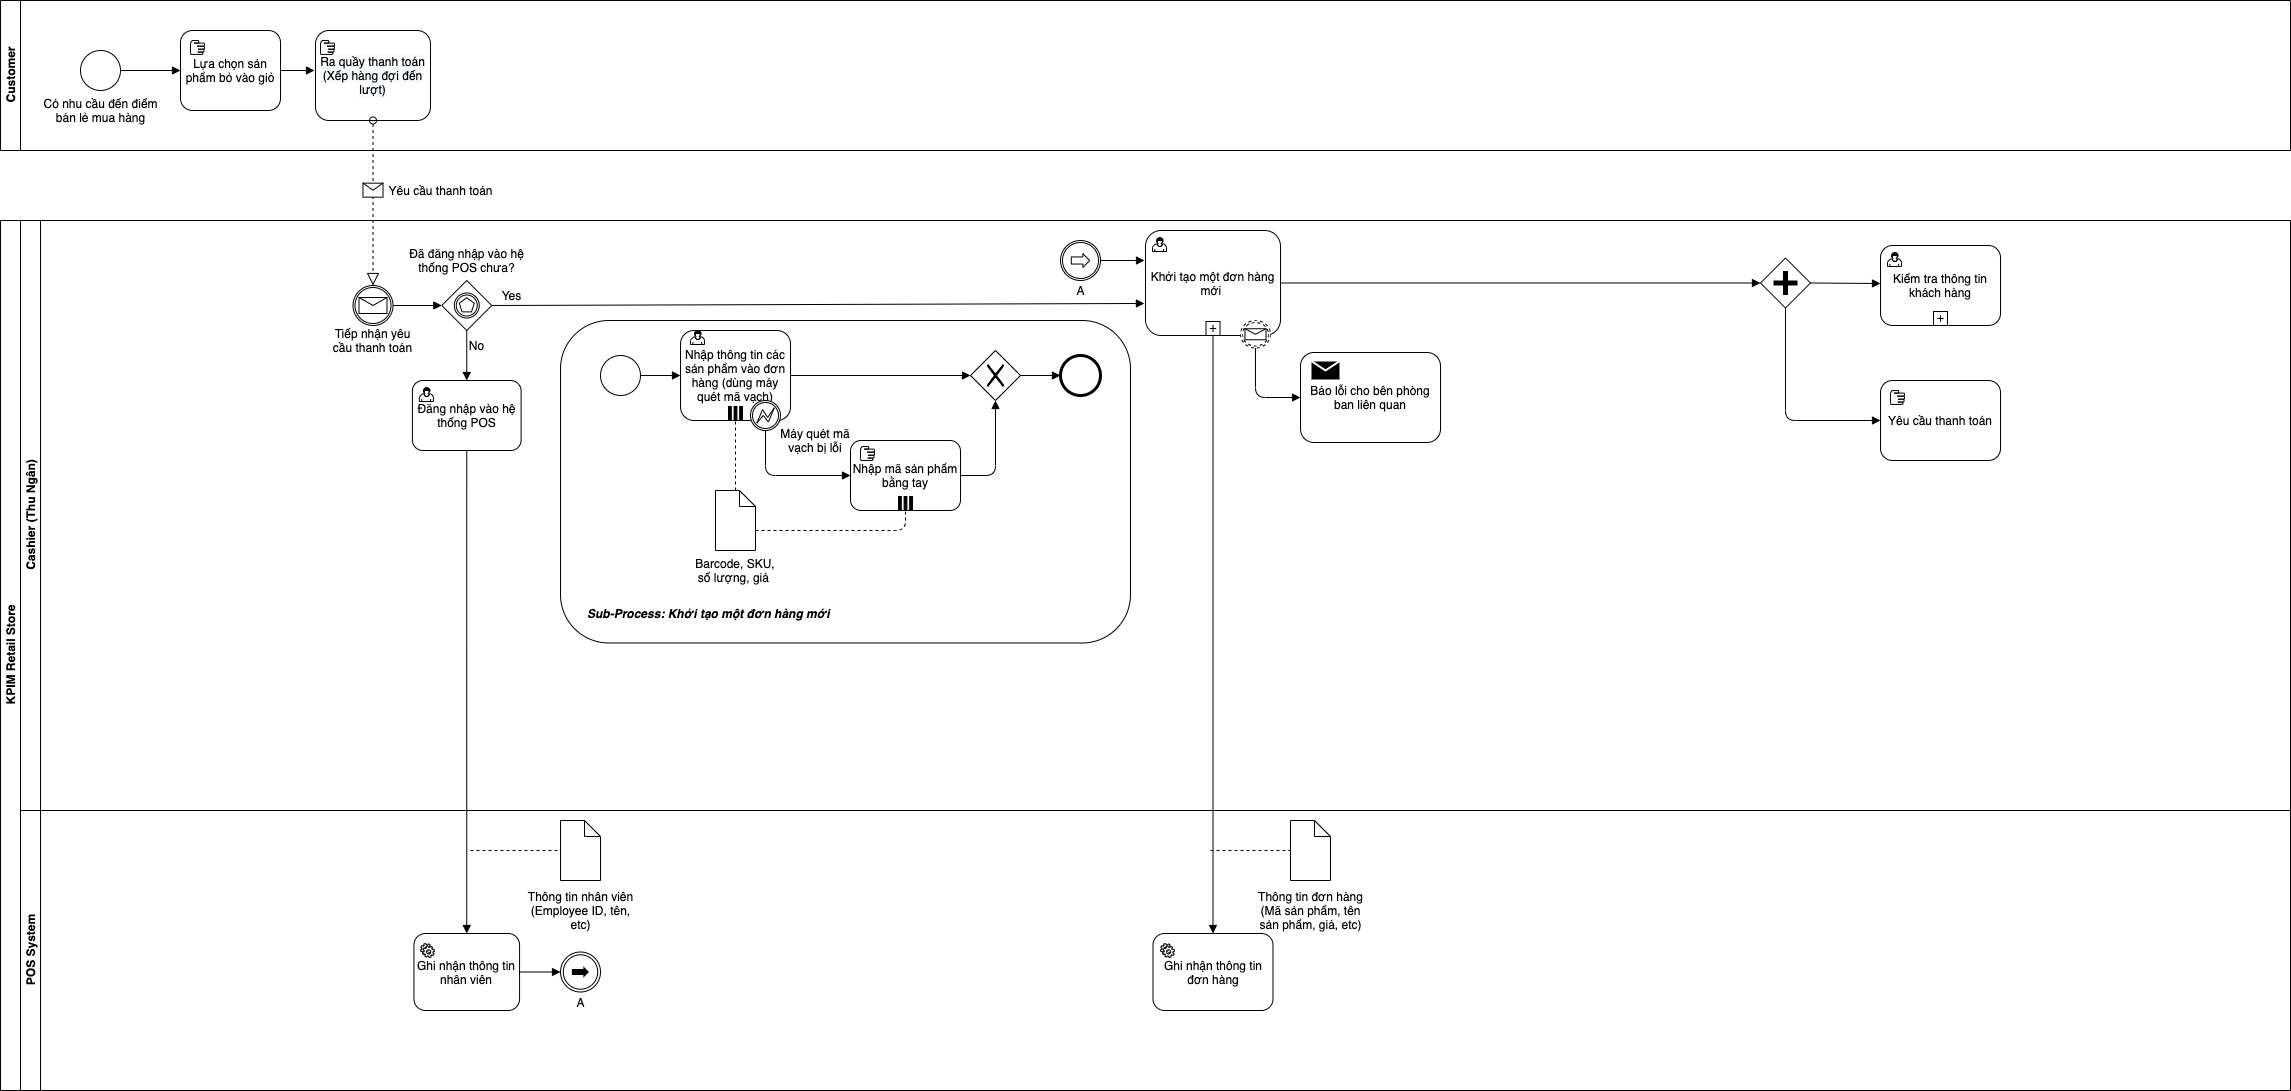 Customer
Có nhu cầu đến điểm
bán lẻ mua hàng
Lựa chọn sản
phẩm bỏ vào giỏ
Ra quầy thanh toán
(Xếp hàng đợi đến
lượt)
Yêu cầu thanh toán
KPIM Retail Store
Cashier (Thu Ngân)
Tiếp nhận yêu
cầu thanh toán
Đã đăng nhập vào hệ
thống POS chưa?
Yes
No
Đăng nhập vào hệ
thống POS
Nhập thông tin các
sản phẩm vào đơn
hàng (dùng máy
quét mã vạch)
Máy quét mã
vạch bị lỗi
Nhập mã sản phẩm
bằng tay
Barcode, SKU,
số lượng, giá
Sub-Process: Khởi tạo một đơn hàng mới
A
Khởi tạo một đơn hàng
mới
Báo lỗi cho bên phòng
ban liên quan
Kiểm tra thông tin
khách hàng
Yêu cầu thanh toán
POS System
Thông tin nhân viên
(Employee ID, tên,
etc)
Ghi nhận thông tin
nhân viên
A
Thông tin đơn hàng
(Mã sản phẩm, tên
sản phẩm, giá, etc)
Ghi nhận thông tin
đơn hàng